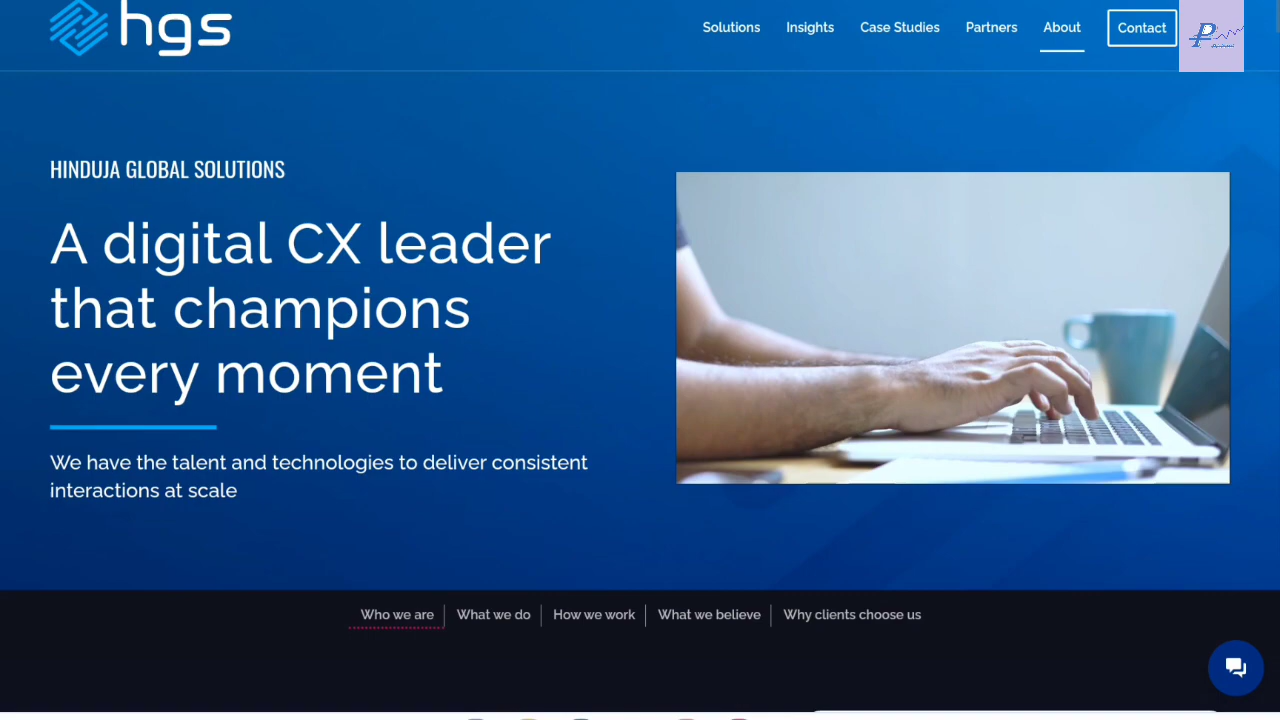 hgs
Solutions
Insights
Case Studies
Partners
About
Contact
HINDUJA GLOBAL SOLUTIONS
A digital CX leader
that champions
every moment
We have the talent and technologies to deliver consistent
interactions at scale
Who we are
What we do
How we work
What we believe
Why clients choose us